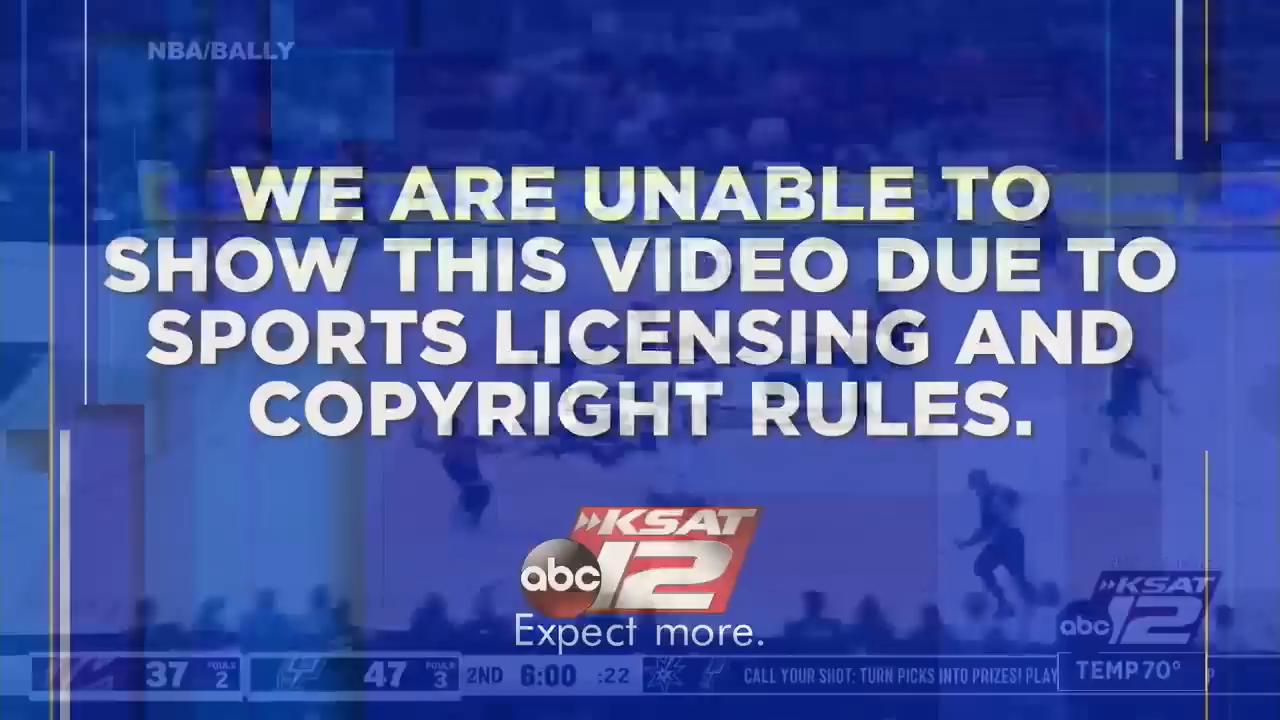 NBA/BALLY
WE ARE UNABLE TO
SHOW THIS VIDEO DUE TO
SPORTS LICENSING AND
COPYRIGHT RULES.
KSAT
abc 12
Expect more.
KSAT
abc 12
37 FOULS 2 47 FOULS 3 2ND 6:00 :22 CALL YOUR SHOT: TURN PICKS INTO PRIZES! PLAY TEMP 70° P